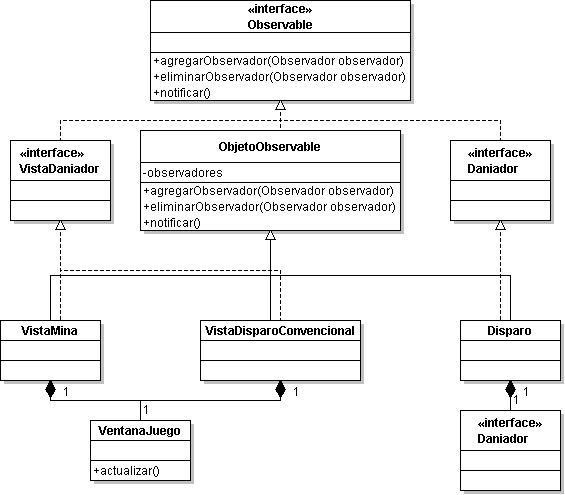 «interface»
Observable
+agregarObservador(Observador observador)
+eliminarObservador(Observador observador)
+notificar()
«interface»
VistaDaniador
ObjetoObservable
-observadores
+agregarObservador(Observador observador)
+eliminarObservador(Observador observador)
+notificar()
«interface»
Daniador
VistaMina
VistaDisparoConvencional
Disparo
1
1
1
1
1
VentanaJuego
+actualizar()
«interface»
Daniador